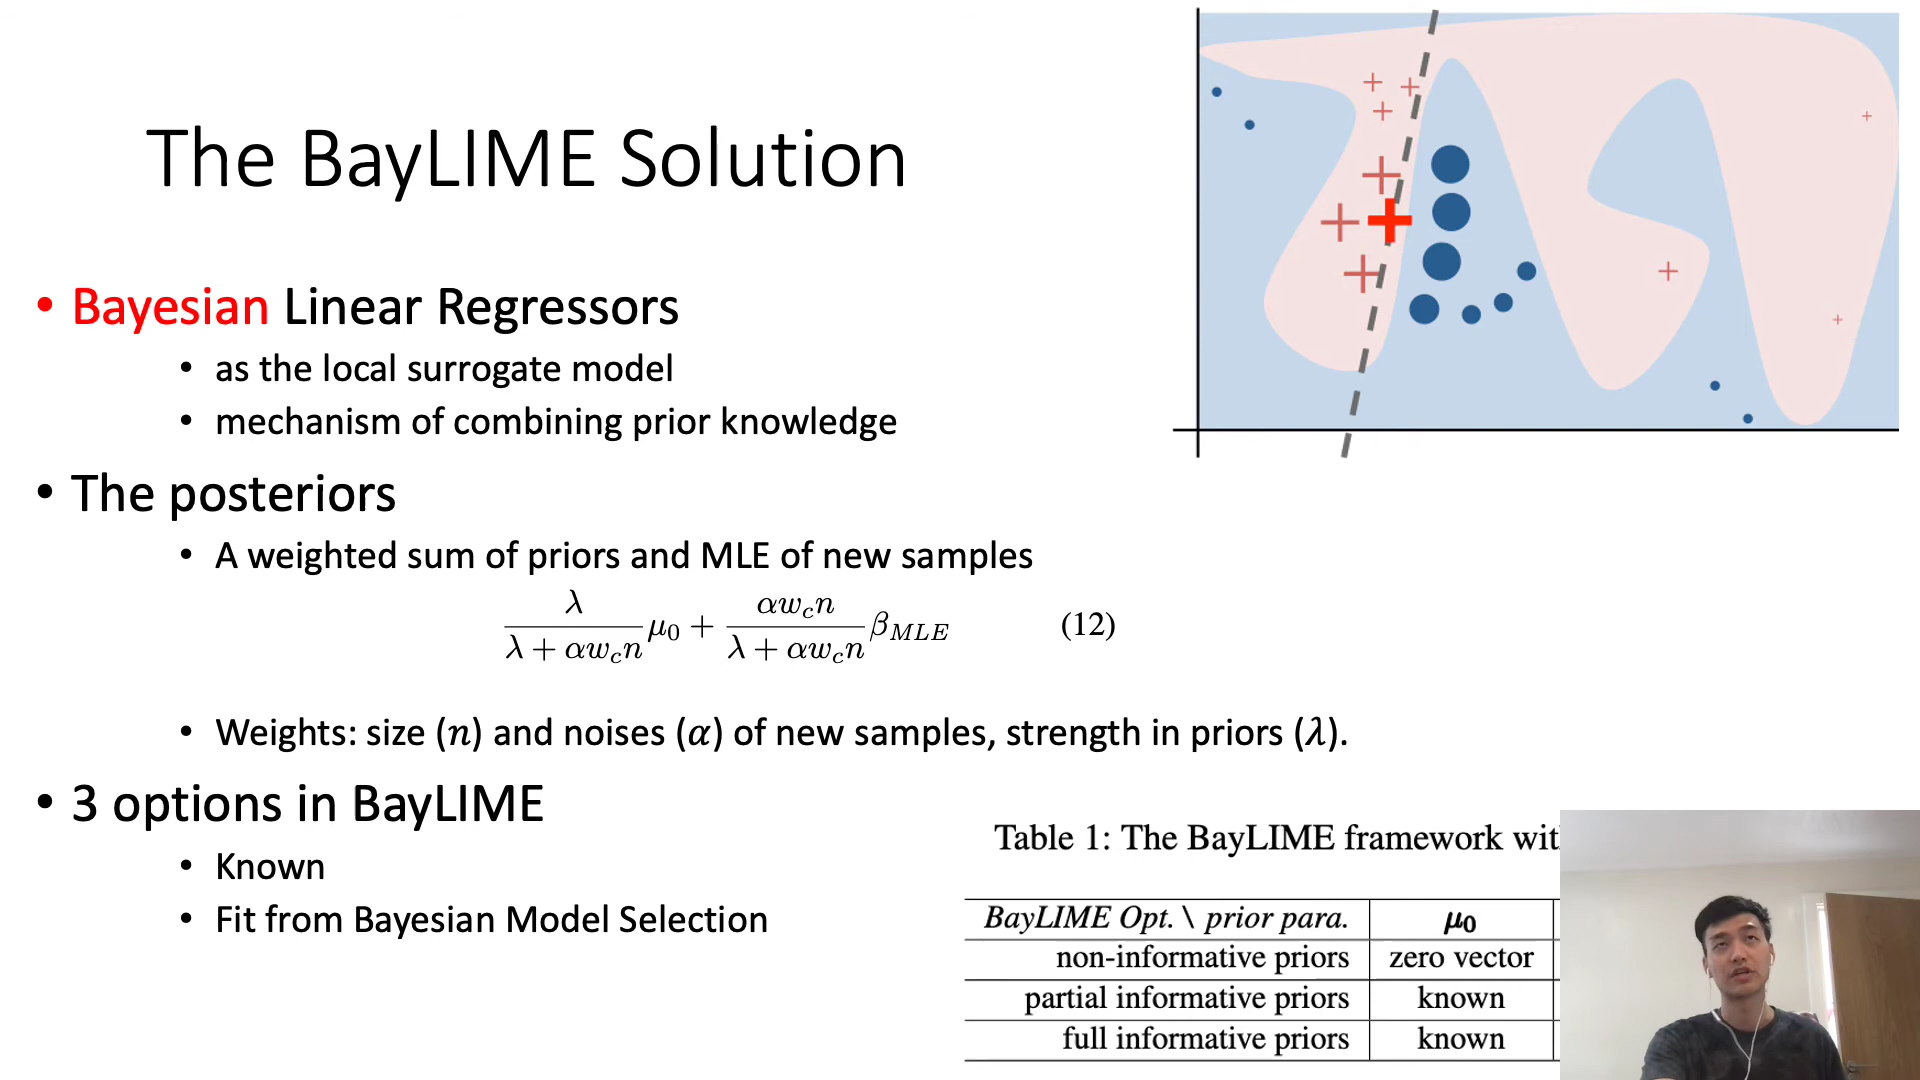 The BayLIME Solution
• Bayesian Linear Regressors
• as the local surrogate model
• mechanism of combining prior knowledge
• The posteriors
• A weighted sum of priors and MLE of new samples
λ/(λ + αw_c n) μ_0 + αw_c n/(λ + αw_c n) β_MLE (12)
• Weights: size (n) and noises (α) of new samples, strength in priors (λ).
• 3 options in BayLIME
• Known
• Fit from Bayesian Model Selection
Table 1: The BayLIME framework
BayLIME Opt. \ prior para. μ_0
non-informative priors zero vector
partial informative priors known
full informative priors known